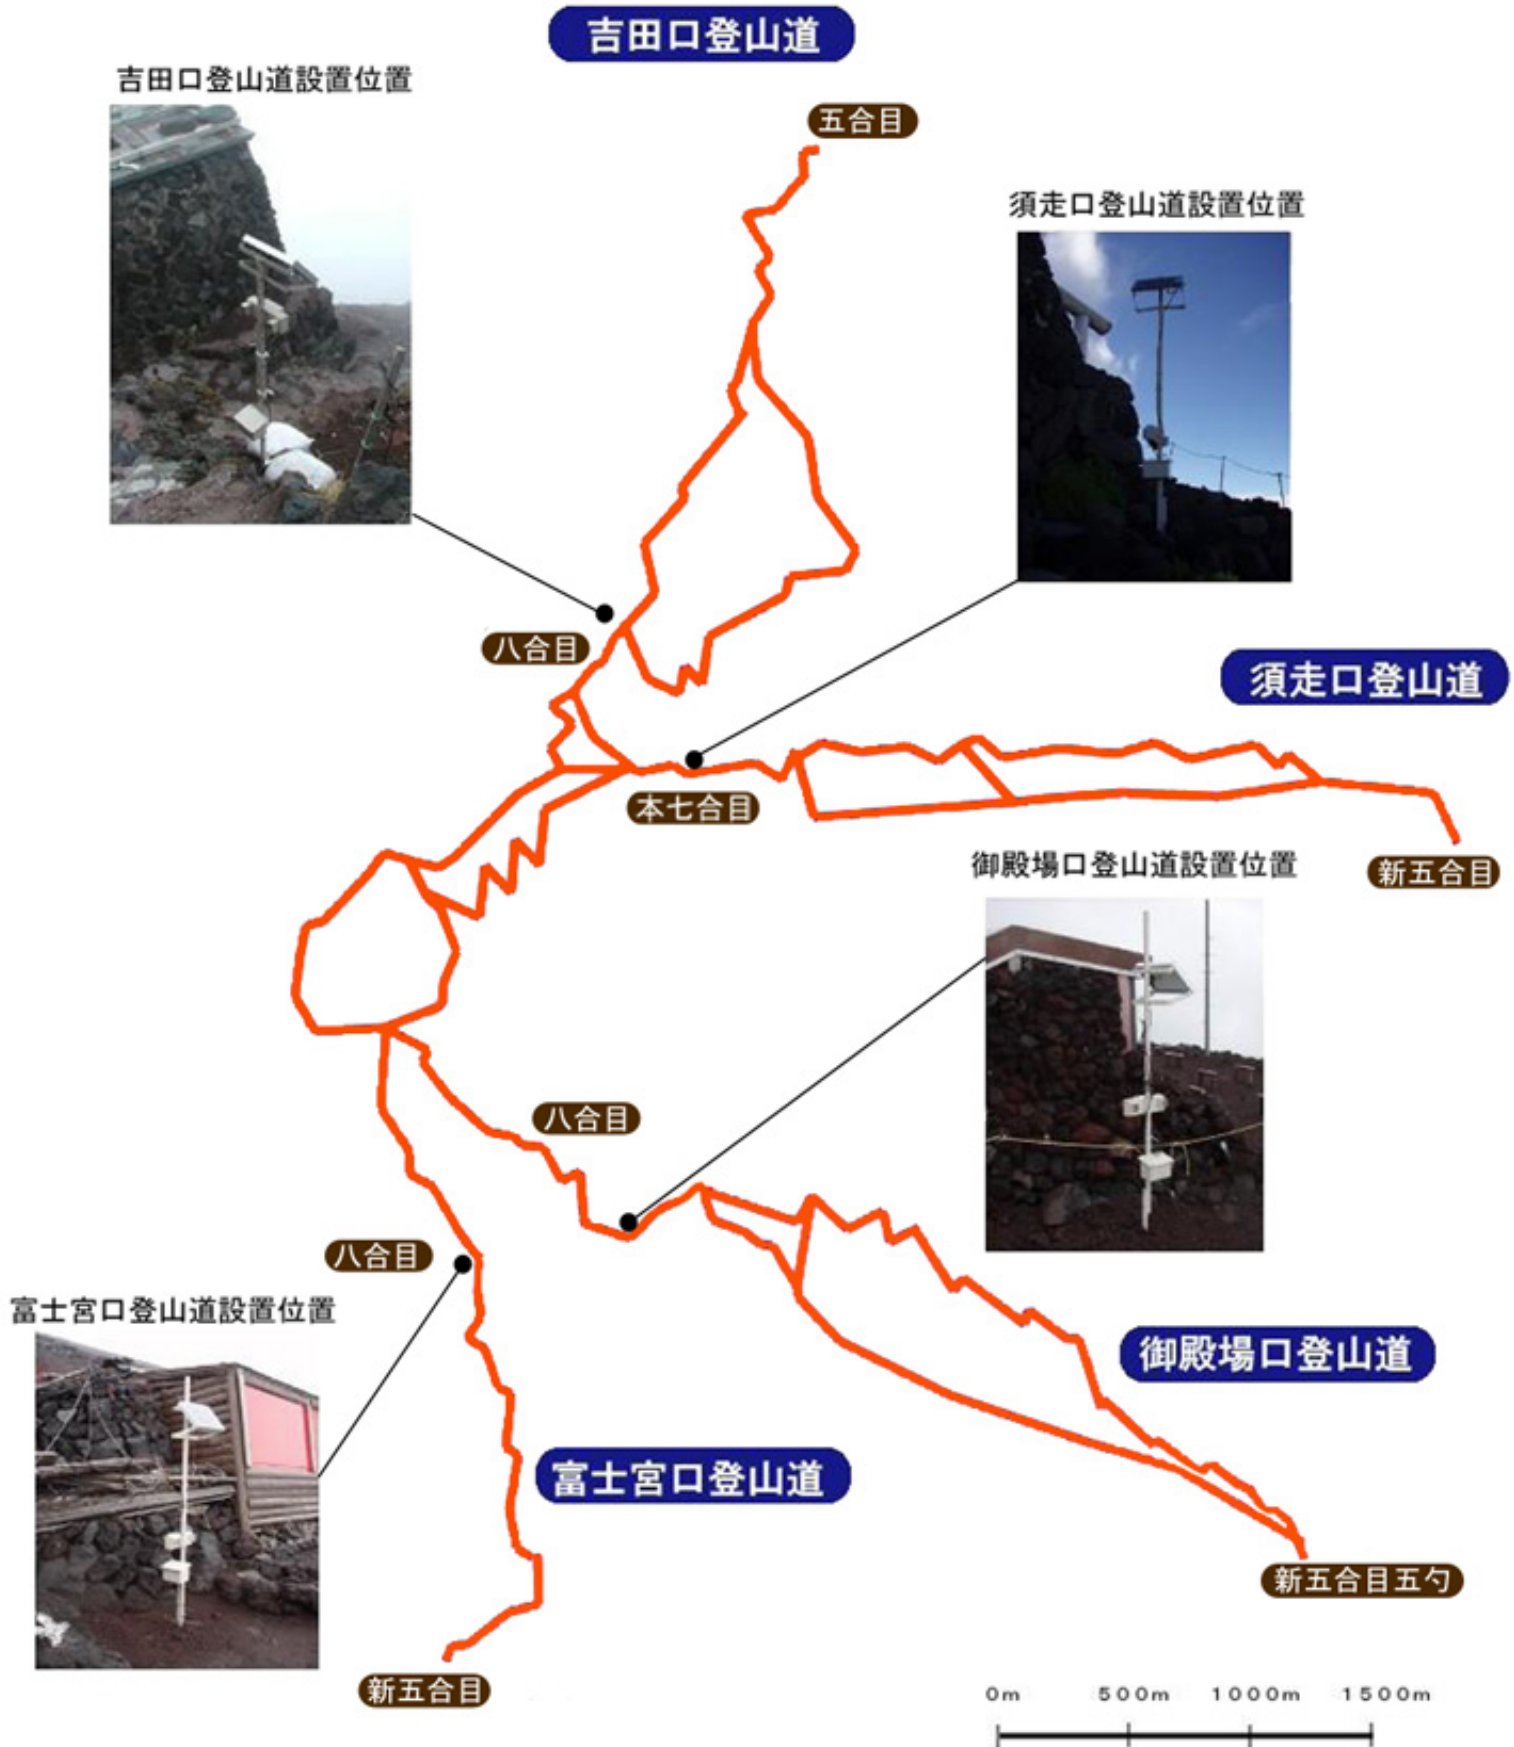 吉田口登山道
吉田口登山道設置位置
五合目
須走口登山道設置位置
八合目
須走口登山道
本七合目
新五合目
御殿場口登山道設置位置
八合目
八合目
富士宮口登山道設置位置
御殿場口登山道
富士宮口登山道
新五合目五勺
新五合目
0m 500m 1000m 1500m